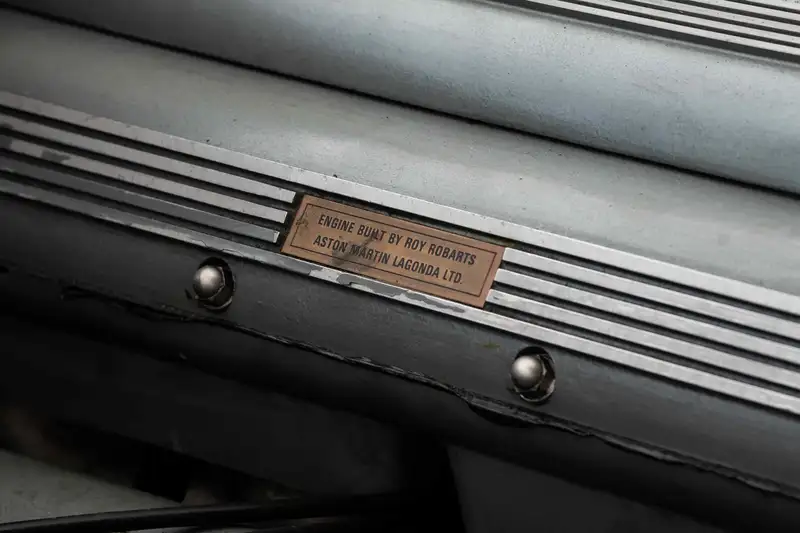 ENGINE BUILT BY ROY ROBARTS
ASTON MARTIN LAGONDA LTD.